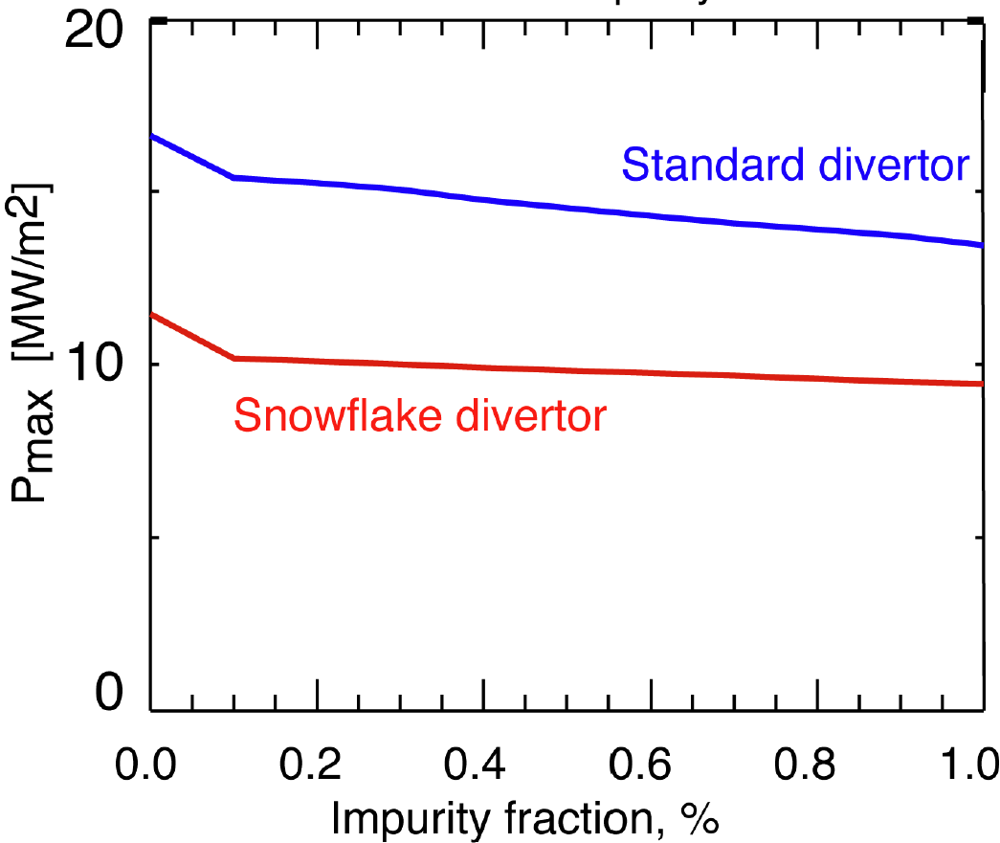 20
Standard divertor
Pmax [MW/m2]
10
Snowflake divertor
0
0.0 0.2 0.4 0.6 0.8 1.0
Impurity fraction, %